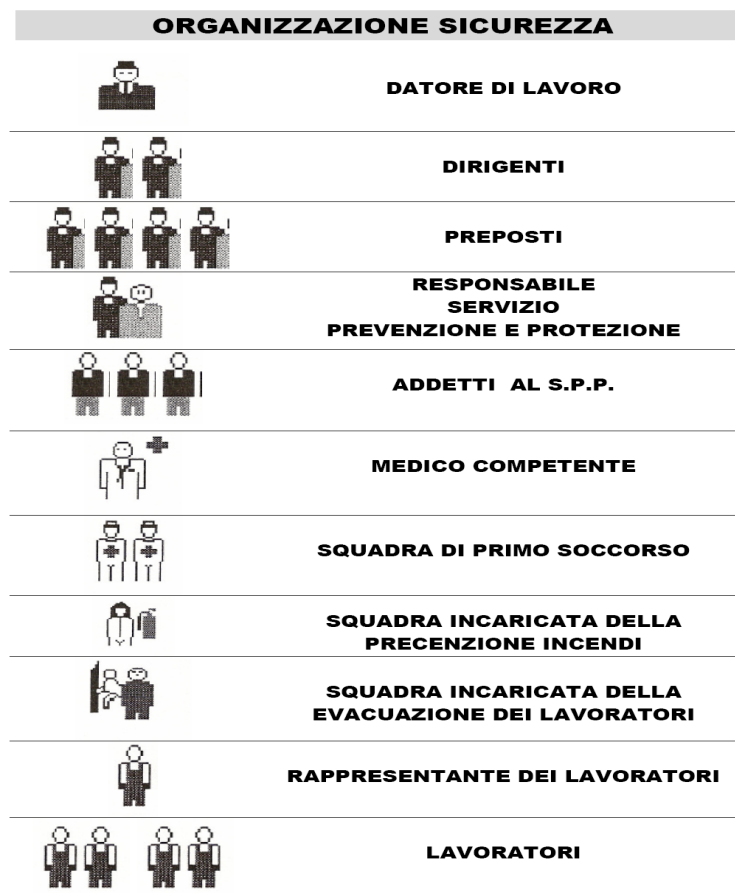 ORGANIZZAZIONE SICUREZZA
DATORE DI LAVORO
DIRIGENTI
PREPOSTI
RESPONSABILE
SERVIZIO
PREVENZIONE E PROTEZIONE
ADDETTI AL S.P.P.
MEDICO COMPETENTE
SQUADRA DI PRIMO SOCCORSO
SQUADRA INCARICATA DELLA
PRECENZIONE INCENDI
SQUADRA INCARICATA DELLA
EVACUAZIONE DEI LAVORATORI
RAPPRESENTANTE DEI LAVORATORI
LAVORATORI